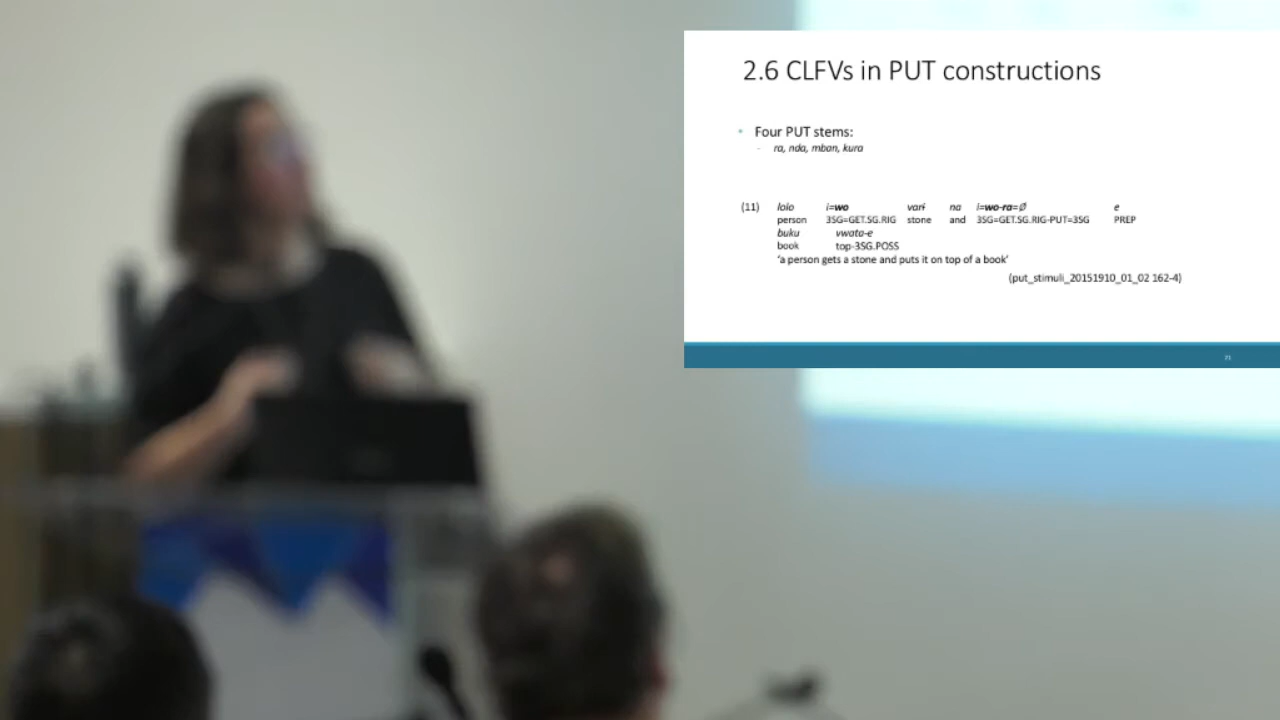 2.6 CLFVs in PUT constructions
• Four PUT stems:
- ra, nda, mban, kura
(11) lolo i=wo vari na i=wo-ra=Ø e
person 3SG=GET.SG.RIG stone and 3SG=GET.SG.RIG-PUT=3SG PREP
buku vwata-e
book top-3SG.POSS
‘a person gets a stone and puts it on top of a book’
(put_stimuli_20151910_01_02 162-4)
21